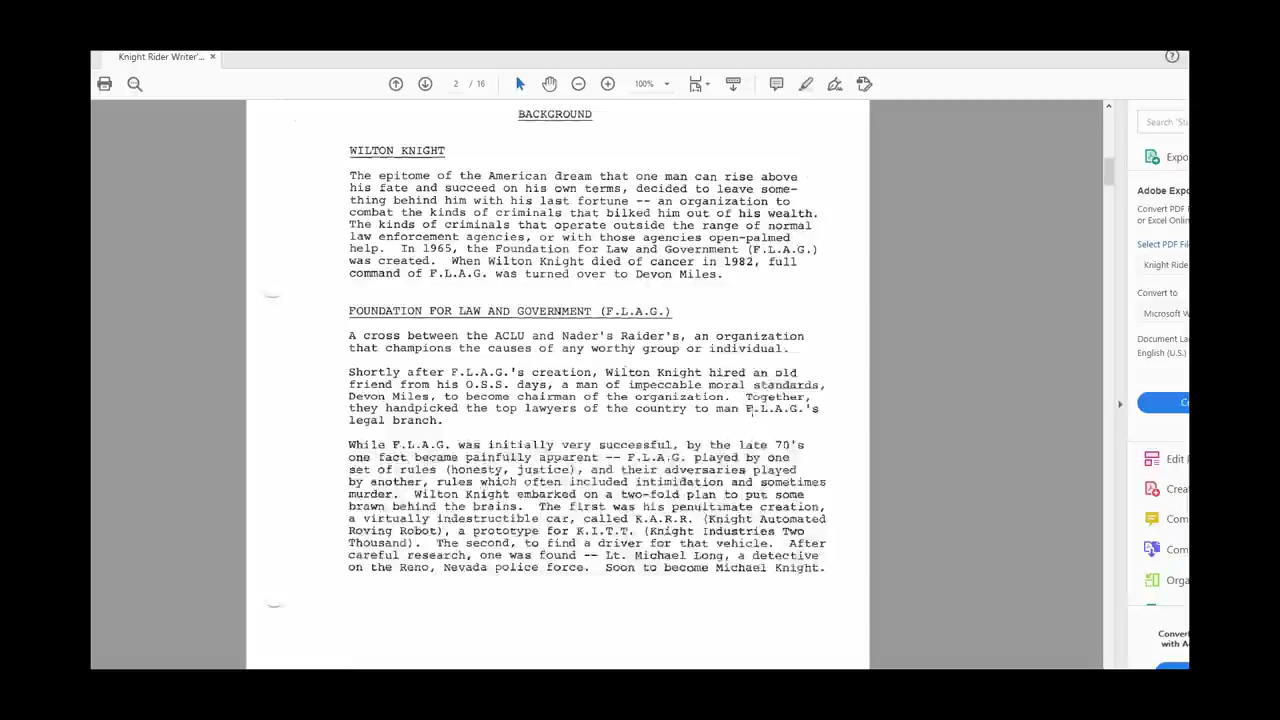 Knight Rider Writer'... ×
?
2 / 16
100%
BACKGROUND
WILTON KNIGHT
The epitome of the American dream that one man can rise above
his fate and succeed on his own terms, decided to leave some-
thing behind him with his last fortune -- an organization to
combat the kinds of criminals that bilked him out of his wealth.
The kinds of criminals that operate outside the range of normal
law enforcement agencies, or with those agencies open-palmed
help. In 1965, the Foundation for Law and Government (F.L.A.G.)
was created. When Wilton Knight died of cancer in 1982, full
command of F.L.A.G. was turned over to Devon Miles.
FOUNDATION FOR LAW AND GOVERNMENT (F.L.A.G.)
A cross between the ACLU and Nader's Raider's, an organization
that champions the causes of any worthy group or individual.
Shortly after F.L.A.G.'s creation, Wilton Knight hired an old
friend from his O.S.S. days, a man of impeccable moral standards,
Devon Miles, to become chairman of the organization. Together,
they handpicked the top lawyers of the country to man F.L.A.G.'s
legal branch.
While F.L.A.G. was initially very successful, by the late 70's
one fact became painfully apparent -- F.L.A.G. played by one
set of rules (honesty, justice), and their adversaries played
by another, rules which often included intimidation and sometimes
murder. Wilton Knight embarked on a two-fold plan to put some
brawn behind the brains. The first was his penultimate creation,
a virtually indestructible car, called K.A.R.R. (Knight Automated
Roving Robot), a prototype for K.I.T.T. (Knight Industries Two
Thousand). The second, to find a driver for that vehicle. After
careful research, one was found -- Lt. Michael Long, a detective
on the Reno, Nevada police force. Soon to become Michael Knight.
Search 'Sti
Expo
Adobe Expo
Convert PDF F
or Excel Onlin
Select PDF File
Knight Ride
Convert to
Microsoft W
Document Lan
English (U.S.)
Co
Edit P
Creat
Com
Com
Orga
Convert
with A